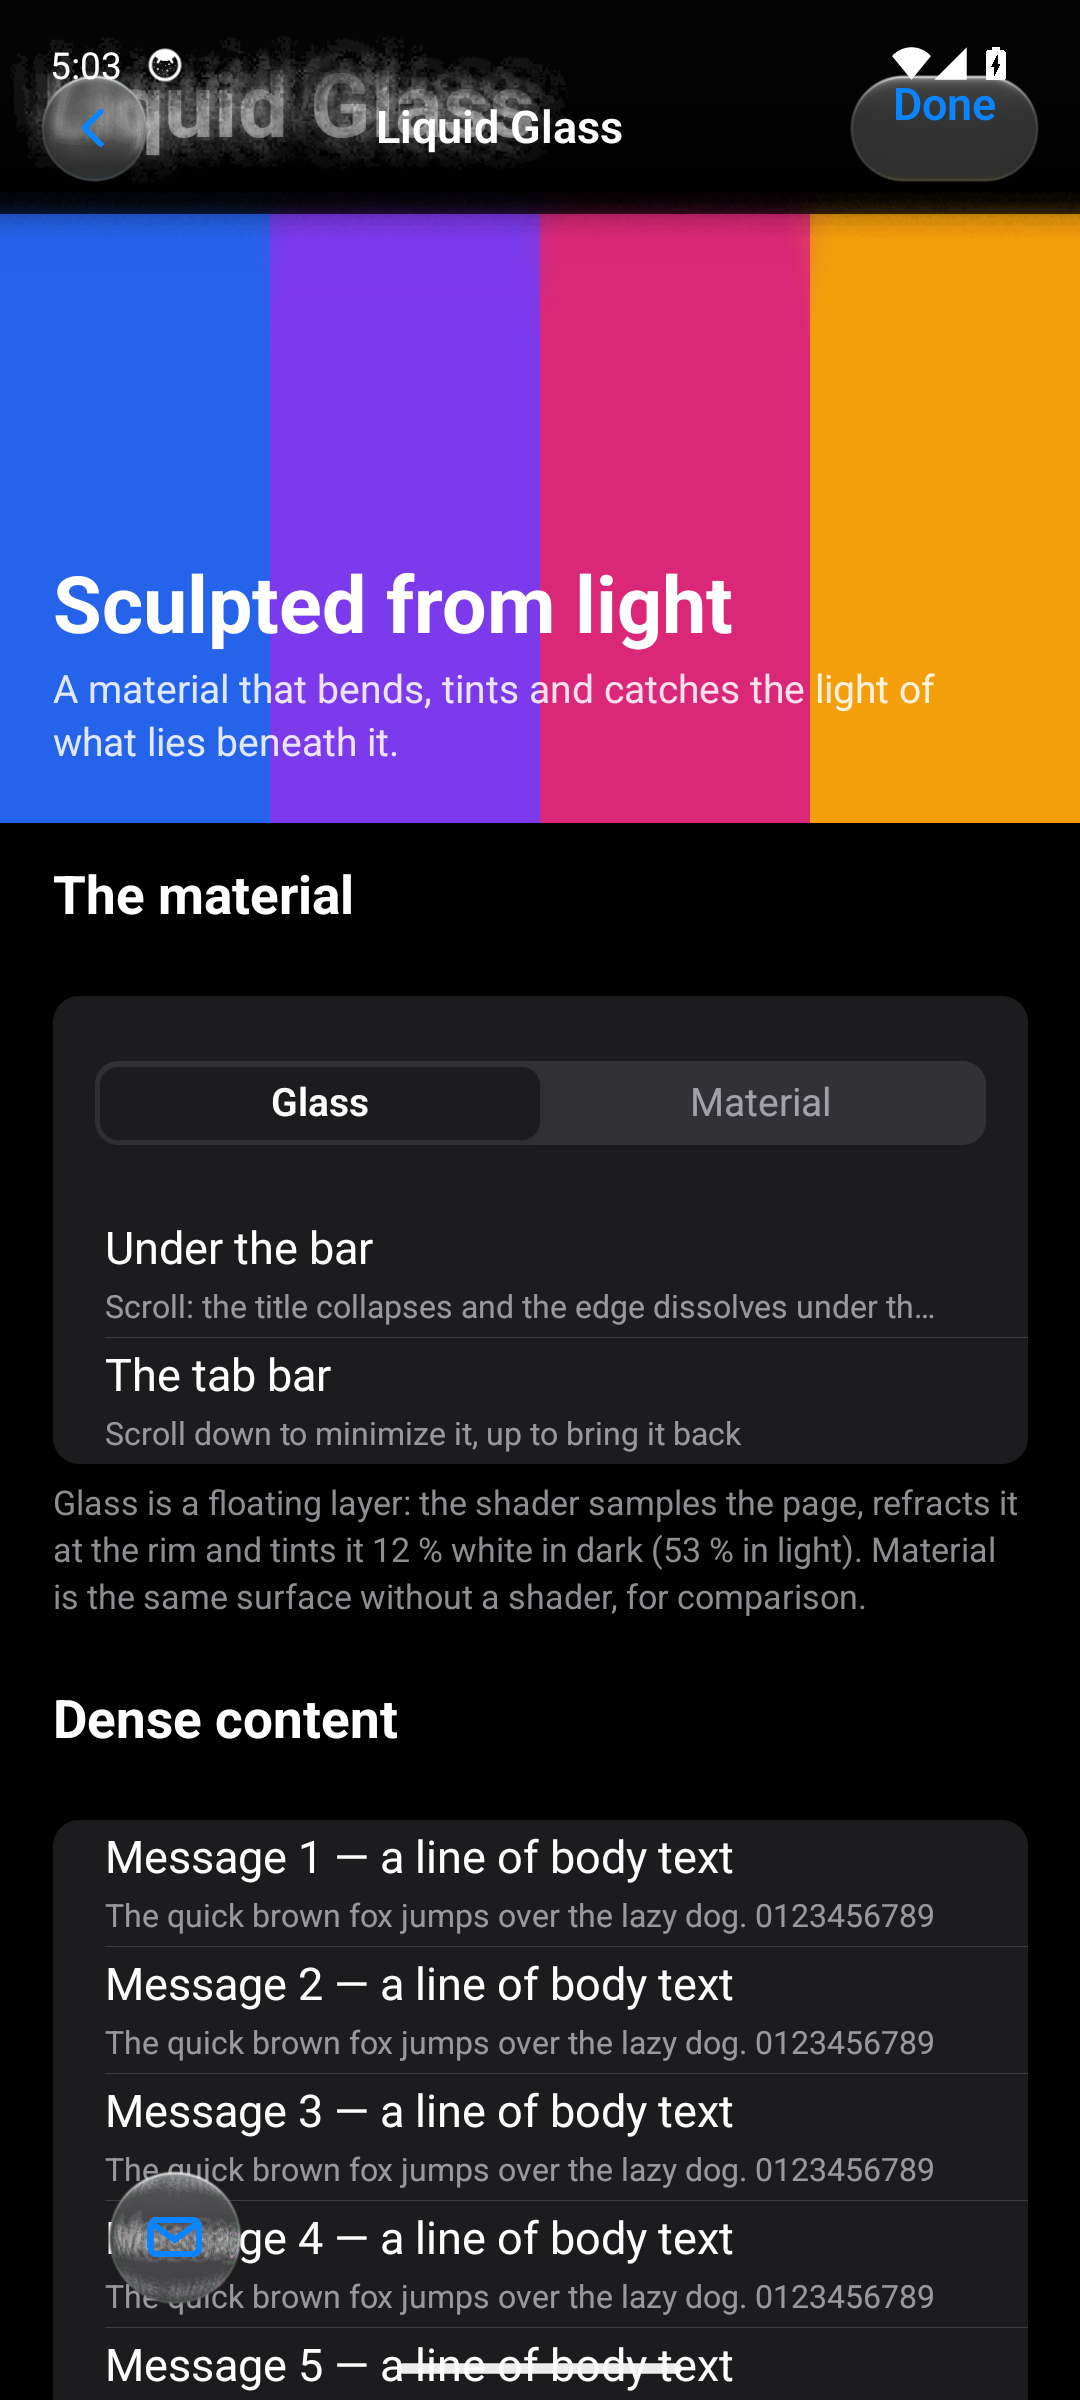 5:03
Liquid Glass
Liquid Glass
Done
Sculpted from light
A material that bends, tints and catches the light of
what lies beneath it.
The material
Glass
Material
Under the bar
Scroll: the title collapses and the edge dissolves under th...
The tab bar
Scroll down to minimize it, up to bring it back
Glass is a floating layer: the shader samples the page, refracts it
at the rim and tints it 12 % white in dark (53 % in light). Material
is the same surface without a shader, for comparison.
Dense content
Message 1 — a line of body text
The quick brown fox jumps over the lazy dog. 0123456789
Message 2 — a line of body text
The quick brown fox jumps over the lazy dog. 0123456789
Message 3 — a line of body text
The quick brown fox jumps over the lazy dog. 0123456789
ge 4 — a line of body text
The quick brown fox jumps over the lazy dog. 0123456789
Message 5 — a line of body text